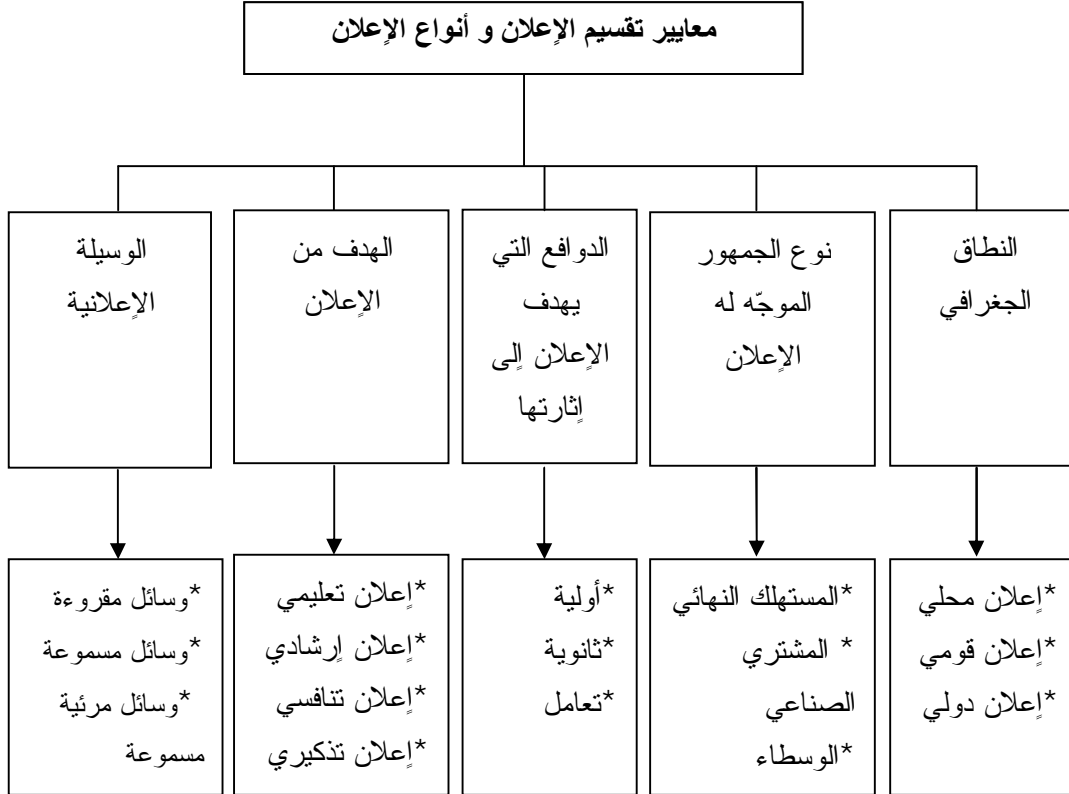 معايير تقسيم الإعلان و أنواع الإعلان
النطاق
الجغرافي
نوع الجمهور
الموجّه له
الإعلان
الدوافع التي
يهدف
الإعلان إلى
إثارتها
الهدف من
الإعلان
الوسيلة
الإعلانية
*إعلان محلي
*إعلان قومي
*إعلان دولي
*المستهلك النهائي
* المشتري
الصناعي
*الوسطاء
*أولية
*ثانوية
*تعامل
*إعلان تعليمي
*إعلان إرشادي
*إعلان تنافسي
*إعلان تذكيري
*وسائل مقروءة
*وسائل مسموعة
*وسائل مرئية
مسموعة